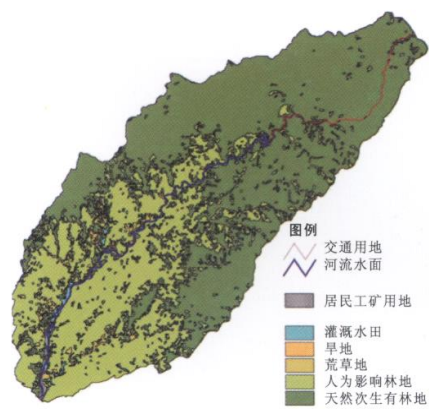 图例
交通用地
河流水面
居民工矿用地
灌溉水田
旱地
荒草地
人为影响林地
天然次生有林地